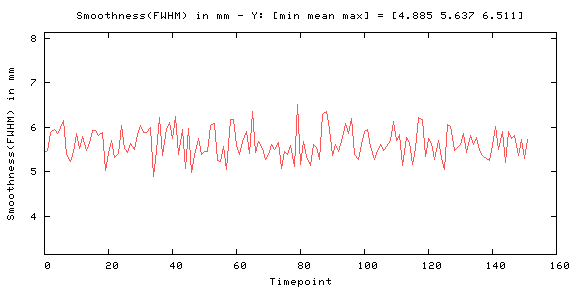 Smoothness(FWHM) in mm - Y: [min mean max] = [4.885 5.637 6.511]
8
7
6
5
4
Smoothness(FWHM) in mm
0 20 40 60 80 100 120 140 160
Timepoint